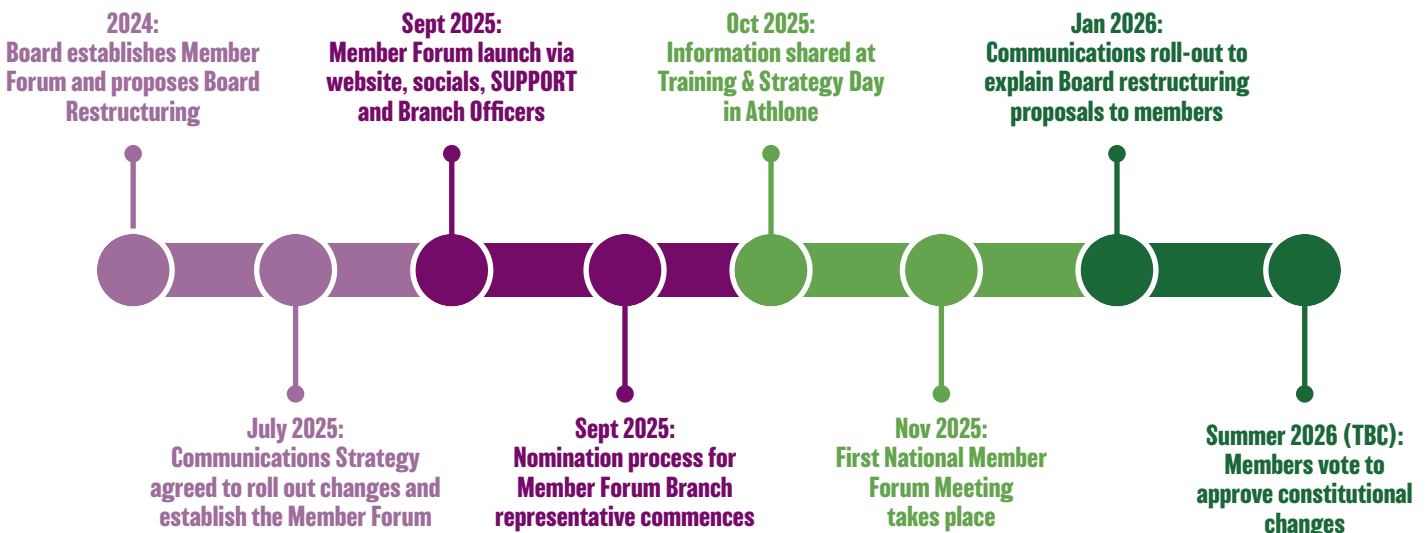 2024:
Board establishes Member
Forum and proposes Board
Restructuring
Sept 2025:
Member Forum launch via
website, socials, SUPPORT
and Branch Officers
Oct 2025:
Information shared at
Training & Strategy Day
in Athlone
Jan 2026:
Communications roll-out to
explain Board restructuring
proposals to members
July 2025:
Communications Strategy
agreed to roll out changes and
establish the Member Forum
Sept 2025:
Nomination process for
Member Forum Branch
representative commences
Nov 2025:
First National Member
Forum Meeting
takes place
Summer 2026 (TBC):
Members vote to
approve constitutional
changes